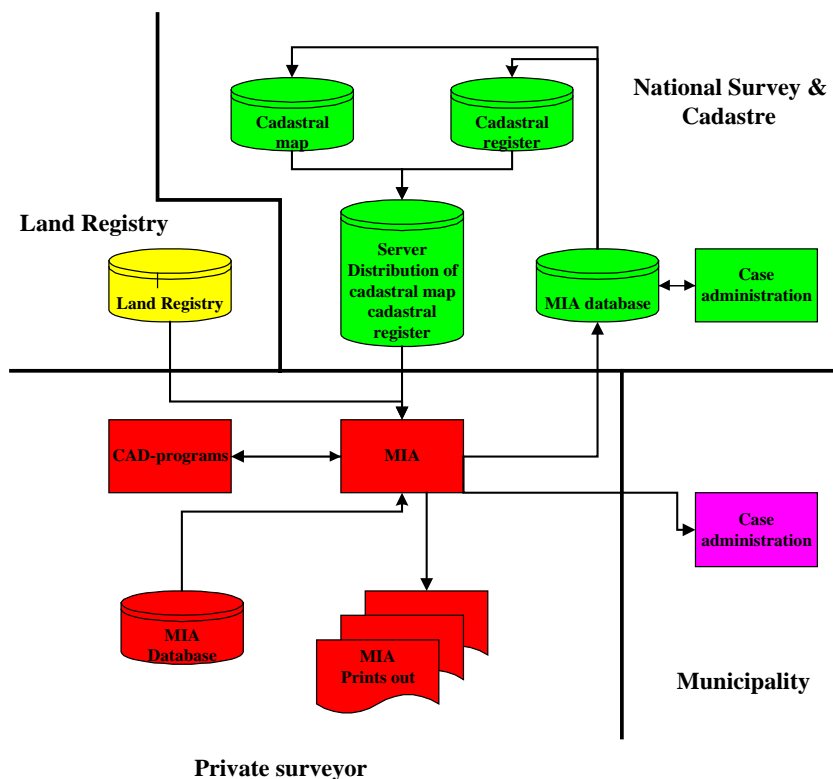 National Survey &
Cadastre
Cadastral
map
Cadastral
register
Land Registry
Land Registry
Server
Distribution of
cadastral map
cadastral
register
MIA database
Case
administration
CAD-programs
MIA
Case
administration
MIA
Database
MIA
Prints out
Municipality
Private surveyor